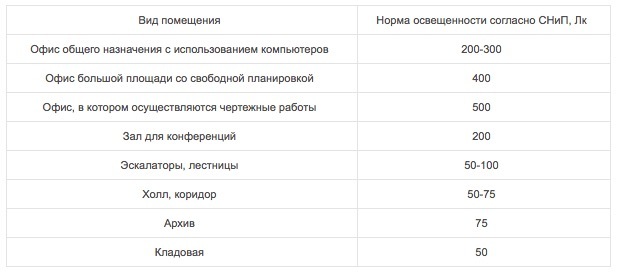 Вид помещения Норма освещенности согласно СНиП, Лк
Офис общего назначения с использованием компьютеров 200-300
Офис большой площади со свободной планировкой 400
Офис, в котором осуществляются чертежные работы 500
Зал для конференций 200
Эскалаторы, лестницы 50-100
Холл, коридор 50-75
Архив 75
Кладовая 50